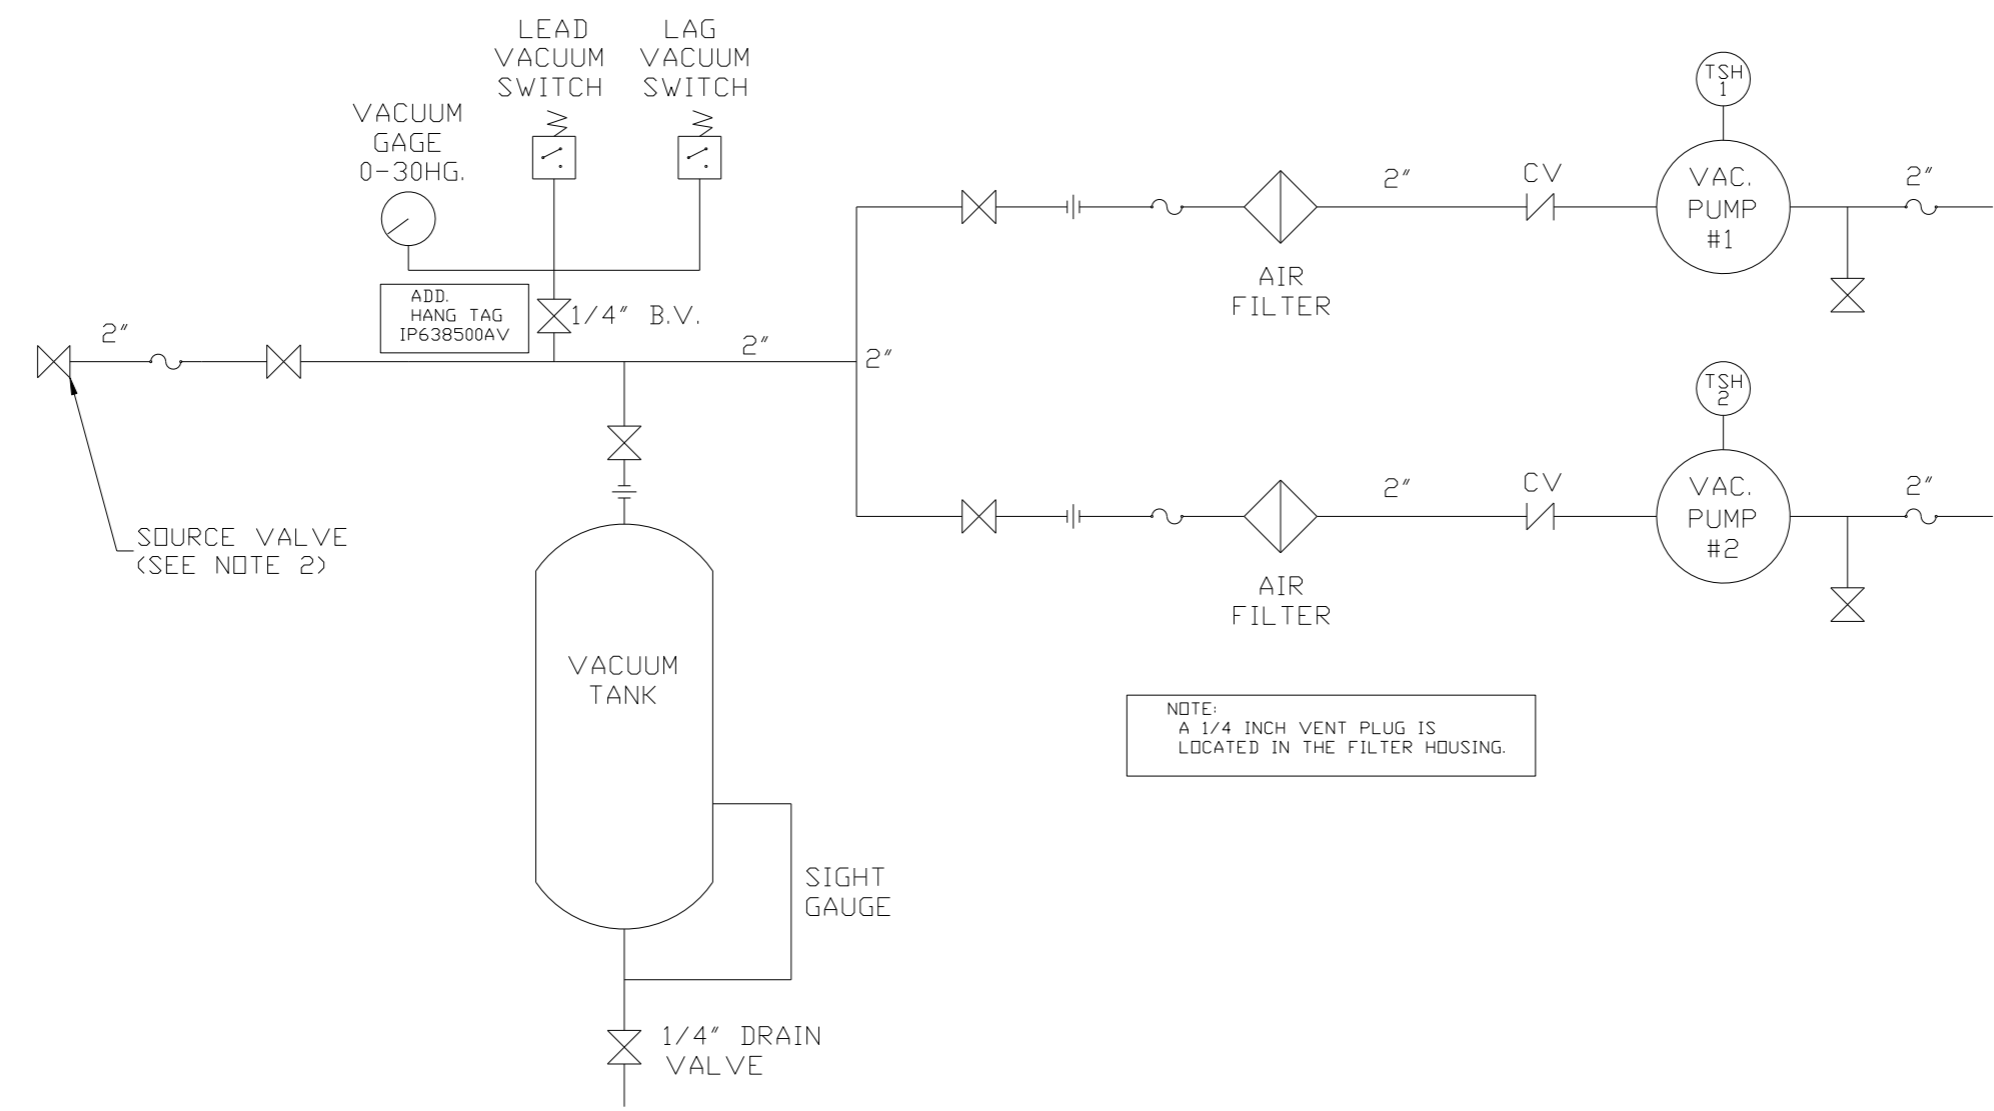 LEAD
VACUUM
SWITCH
LAG
VACUUM
SWITCH
VACUUM
GAGE
0-30HG.
ADD.
HANG TAG
IP638500AV
1/4" B.V.
2"
2"
2"
SOURCE VALVE
(SEE NOTE 2)
VACUUM
TANK
SIGHT
GAUGE
1/4" DRAIN
VALVE
AIR
FILTER
2"
CV
TSH
1
VAC.
PUMP
#1
2"
AIR
FILTER
2"
CV
TSH
2
VAC.
PUMP
#2
2"
NOTE:
A 1/4 INCH VENT PLUG IS
LOCATED IN THE FILTER HOUSING.